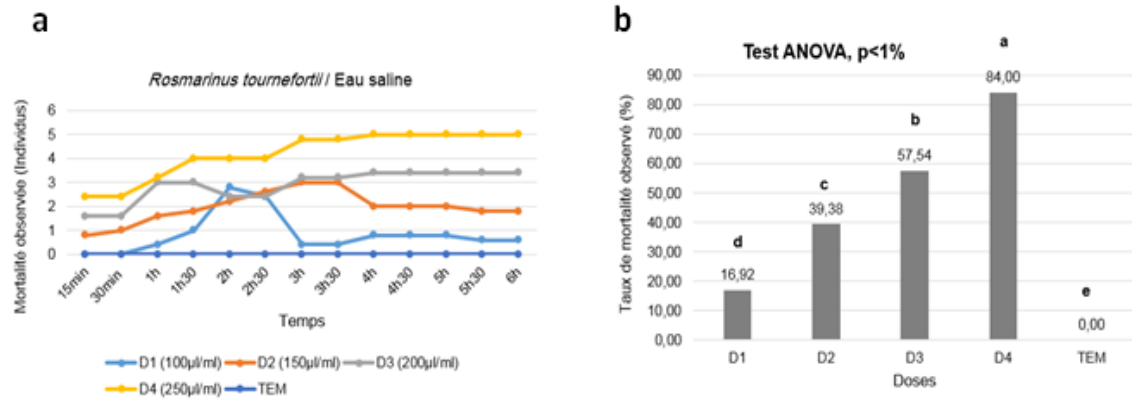 a
Rosmarinus tournefortii / Eau saline
Mortalité observée (Individus)
6
5
4
3
2
1
0
15min
30min
1h
1h30
2h
2h30
3h
3h30
4h
4h30
5h
5h30
6h
Temps
D1 (100µl/ml) D2 (150µl/ml) D3 (200µl/ml)
D4 (250µl/ml) TEM
b
Test ANOVA, p<1%
Taux de mortalité observé (%)
90,00
80,00
70,00
60,00
50,00
40,00
30,00
20,00
10,00
0,00
d
16,92
c
39,38
b
57,54
a
84,00
e
0,00
D1 D2 D3 D4 TEM
Doses